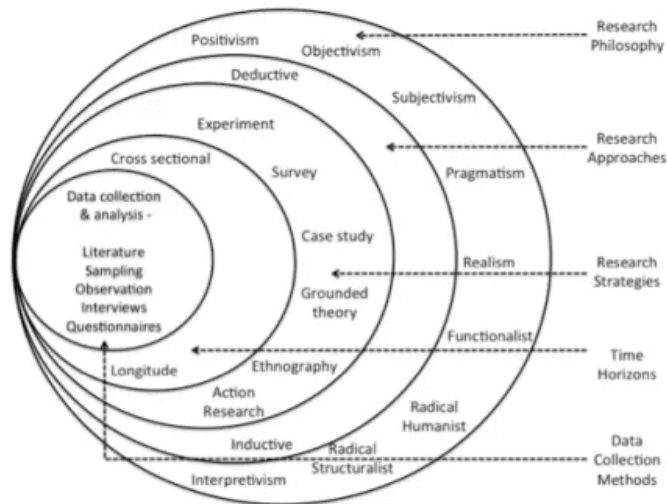 Positivism
Objectivism
Research
Philosophy
Deductive
Subjectivism
Experiment
Research
Approaches
Cross sectional
Survey
Pragmatism
Data collection
& analysis -
Literature
Sampling
Observation
Interviews
Questionnaires
Case study
Realism
Research
Strategies
Grounded
theory
Functionalist
Longitude
Ethnography
Time
Horizons
Action
Research
Radical
Humanist
Inductive
Radical
Structuralist
Interpretivism
Data
Collection
Methods